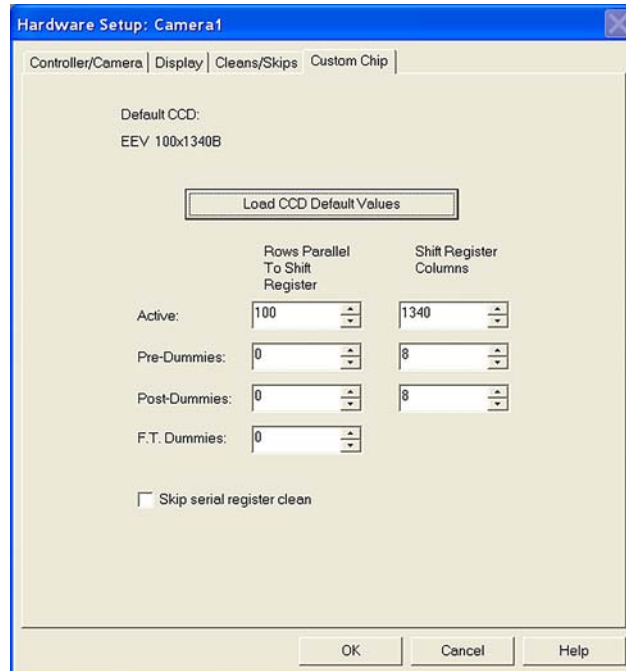 Hardware Setup: Camera1
Controller/Camera Display Cleans/Skips Custom Chip
Default CCD:
EEV 100x1340B
Load CCD Default Values
Rows Parallel
To Shift
Register
Shift Register
Columns
Active: 100 1340
Pre-Dummies: 0 8
Post-Dummies: 0 8
F.T. Dummies: 0
Skip serial register clean
OK Cancel Help